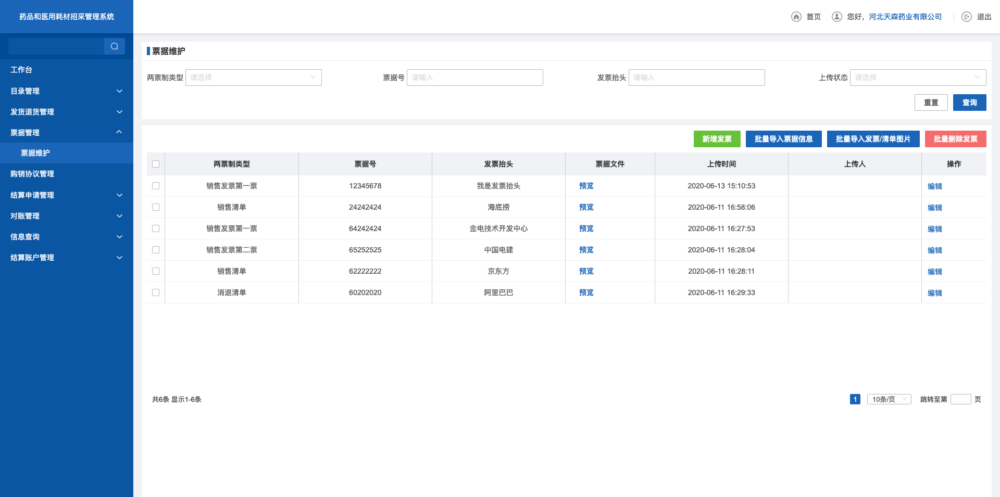 药品和医用耗材招采管理系统
首页 您好，河北天森药业有限公司 退出
工作台
目录管理
发货退货管理
票据管理
票据维护
购销协议管理
结算申请管理
对账管理
信息查询
结算账户管理
票据维护
两票制类型 请选择 票据号 请输入 发票抬头 请输入 上传状态 请选择
重置 查询
新增发票 批量导入票据信息 批量导入发票/清单图片 批量删除发票
两票制类型 票据号 发票抬头 票据文件 上传时间 上传人 操作
销售发票第一票 12345678 我是发票抬头 预览 2020-06-13 15:10:53 编辑
销售清单 24242424 海底捞 预览 2020-06-11 16:58:06 编辑
销售发票第一票 64242424 金电技术开发中心 预览 2020-06-11 16:27:53 编辑
销售发票第二票 65252525 中国电建 预览 2020-06-11 16:28:04 编辑
销售清单 62222222 京东方 预览 2020-06-11 16:28:11 编辑
消退清单 60202020 阿里巴巴 预览 2020-06-11 16:29:33 编辑
共6条 显示1-6条 1 10条/页 跳转至第 页